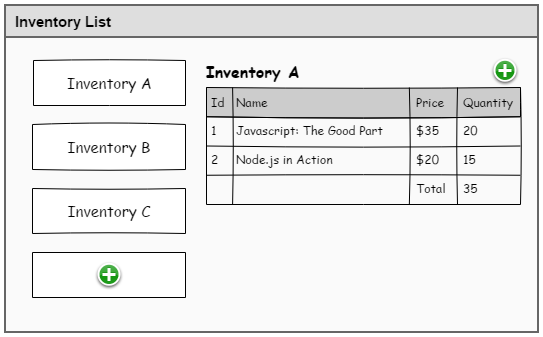 Inventory List
Inventory A
Inventory B
Inventory C
Inventory A
Id Name Price Quantity
1 Javascript: The Good Part $35 20
2 Node.js in Action $20 15
Total 35